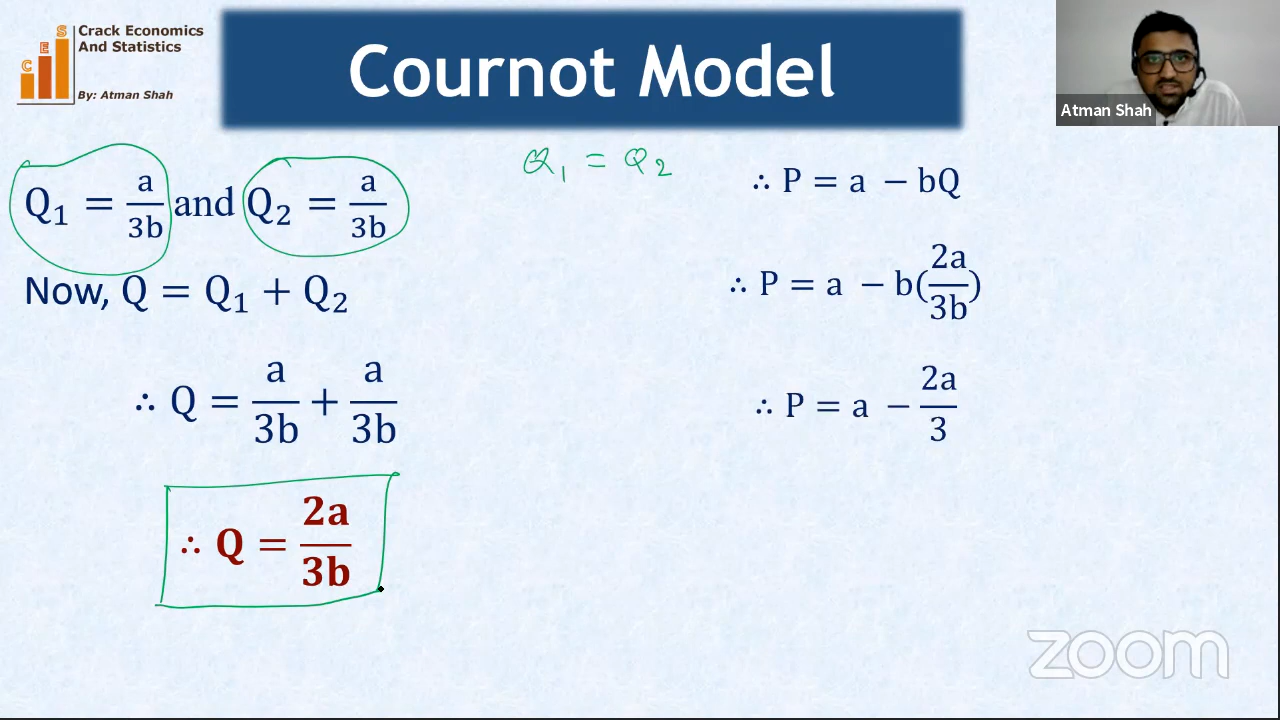 Crack Economics
And Statistics
C E S
By: Atman Shah
Cournot Model
Atman Shah
Q₁ = a/3b and Q₂ = a/3b
Now, Q = Q₁ + Q₂
∴ Q = a/3b + a/3b
∴ Q = 2a/3b
Q₁ = Q₂
∴ P = a − bQ
∴ P = a − b(2a/3b)
∴ P = a − 2a/3
zoom